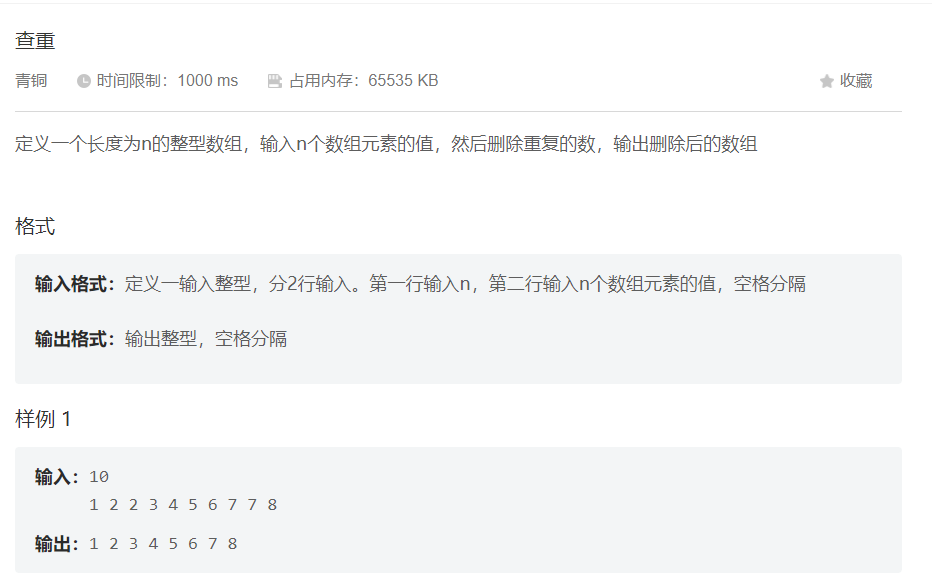 查重
青铜 时间限制：1000 ms 占用内存：65535 KB 收藏
定义一个长度为n的整型数组，输入n个数组元素的值，然后删除重复的数，输出删除后的数组
格式
输入格式：定义一输入整型，分2行输入。第一行输入n，第二行输入n个数组元素的值，空格分隔
输出格式：输出整型，空格分隔
样例 1
输入：10
1 2 2 3 4 5 6 7 7 8
输出：1 2 3 4 5 6 7 8